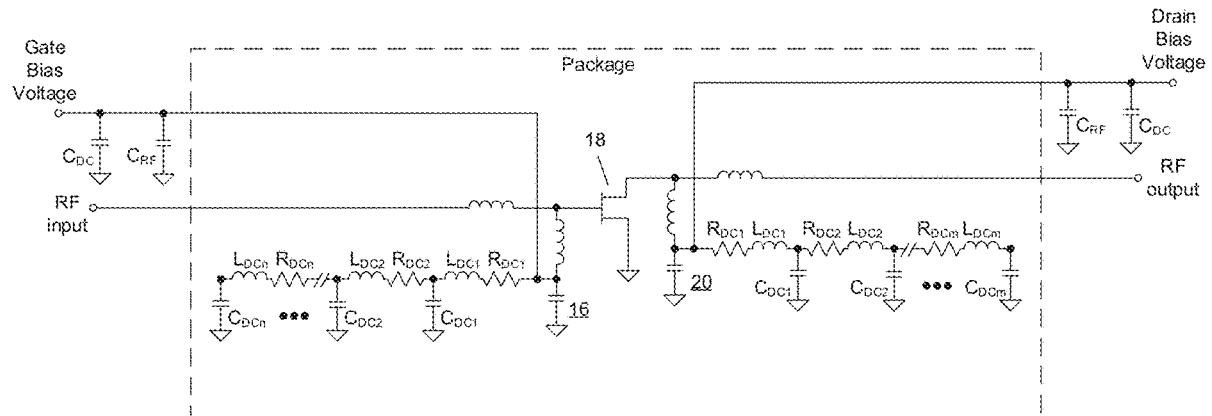 Gate
Bias
Voltage
Package
Drain
Bias
Voltage
C_DC
C_RF
C_RF
C_DC
18
RF
input
RF
output
L_DCn R_DCn L_DC2 R_DC2 L_DC1 R_DC1
R_DC1 L_DC1 R_DC2 L_DC2 R_DCm L_DCm
C_DCn ●●● C_DC2 C_DC1 16
20 C_DC1 C_DC2 ●●● C_DCm